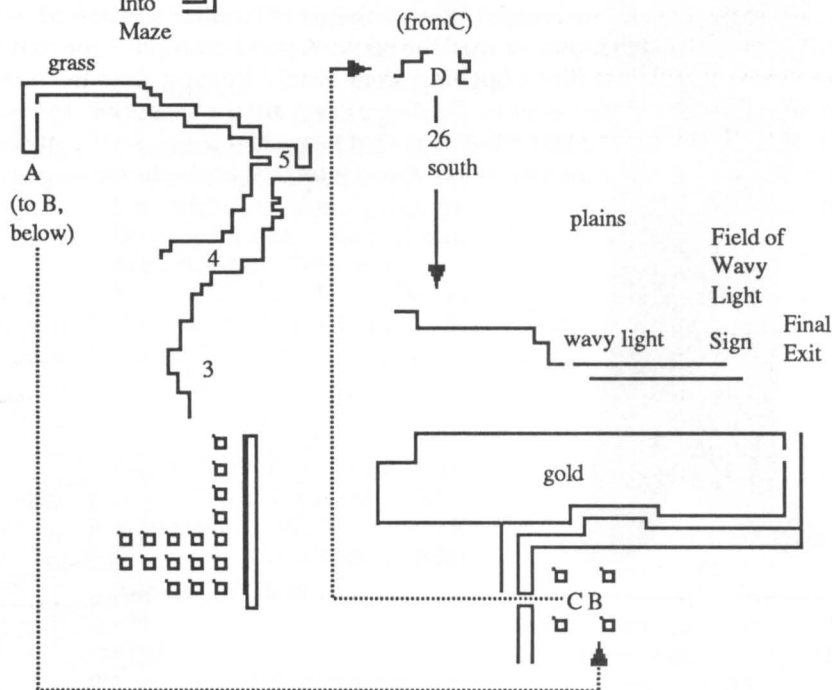 Into
Maze
(fromC)
grass
D
5
26
south
A
(to B,
below)
plains
4
Field of
Wavy
Light
wavy light
Sign
Final
Exit
3
gold
C B